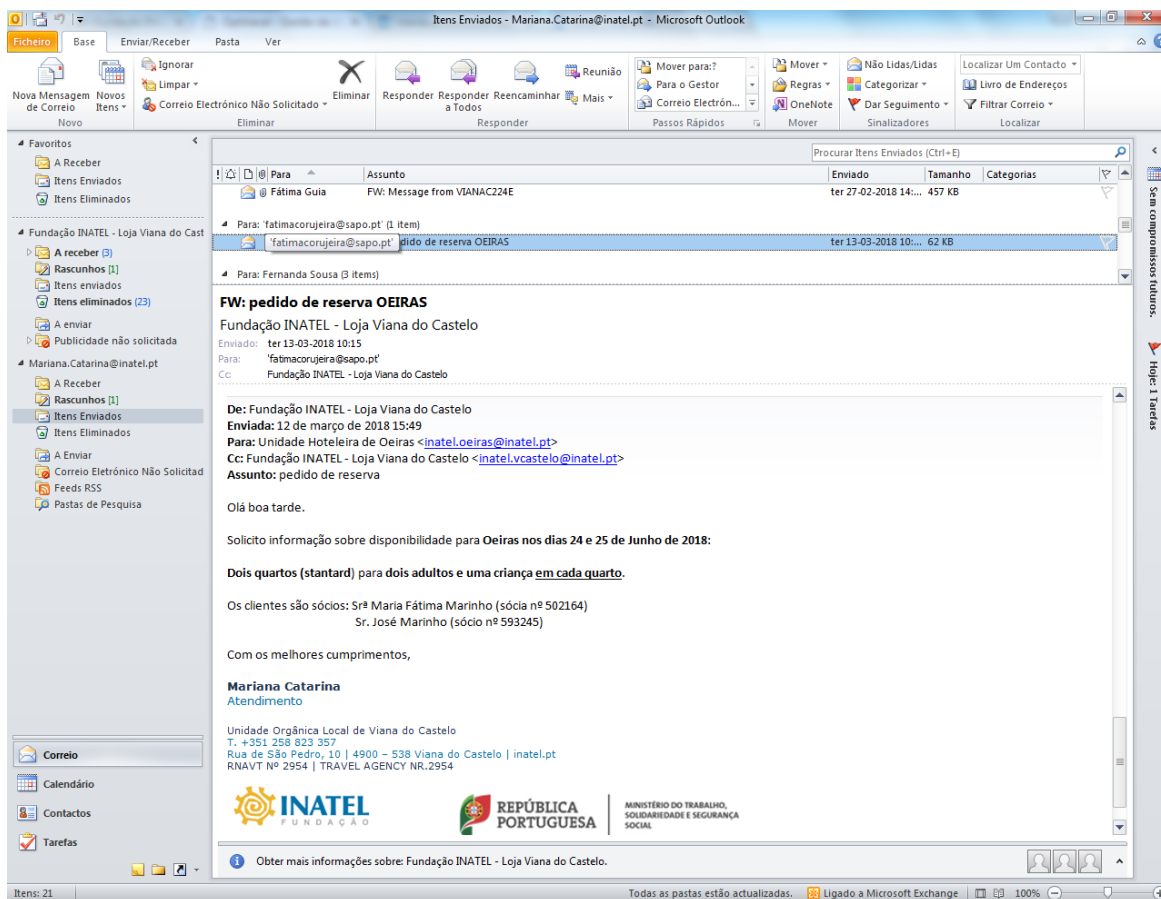 Itens Enviados - Mariana.Catarina@inatel.pt - Microsoft Outlook
Ficheiro Base Enviar/Receber Pasta Ver
Nova Mensagem de Correio
Novos Itens
Ignorar
Limpar
Correio Electrónico Não Solicitado
Eliminar
Responder
Responder a Todos
Reencaminhar
Reunião
Mais
Mover para:?
Para o Gestor
Correio Electrón...
Mover
Regras
OneNote
Não Lidas/Lidas
Categorizar
Dar Seguimento
Localizar Um Contacto
Livro de Endereços
Filtrar Correio
Novo Eliminar Responder Passos Rápidos Mover Sinalizadores Localizar
Favoritos
A Receber
Itens Enviados
Itens Eliminados
Fundação INATEL - Loja Viana do Cast
A receber (3)
Rascunhos [1]
Itens enviados
Itens eliminados (23)
A enviar
Publicidade não solicitada
Mariana.Catarina@inatel.pt
A Receber
Rascunhos [1]
Itens Enviados
Itens Eliminados
A Enviar
Correio Eletrónico Não Solicitad
Feeds RSS
Pastas de Pesquisa
Correio
Calendário
Contactos
Tarefas
Procurar Itens Enviados (Ctrl+E)
! Para Assunto Enviado Tamanho Categorias
Fátima Guia FW: Message from VIANAC224E ter 27-02-2018 14:... 457 KB
Para: 'fatimacorujeira@sapo.pt' (1 item)
'fatimacorujeira@sapo.pt' dido de reserva OEIRAS ter 13-03-2018 10:... 62 KB
Para: Fernanda Sousa (3 items)
FW: pedido de reserva OEIRAS
Fundação INATEL - Loja Viana do Castelo
Enviado: ter 13-03-2018 10:15
Para: 'fatimacorujeira@sapo.pt'
Cc: Fundação INATEL - Loja Viana do Castelo
De: Fundação INATEL - Loja Viana do Castelo
Enviada: 12 de março de 2018 15:49
Para: Unidade Hoteleira de Oeiras <inatel.oeiras@inatel.pt>
Cc: Fundação INATEL - Loja Viana do Castelo <inatel.vcastelo@inatel.pt>
Assunto: pedido de reserva
Olá boa tarde.
Solicito informação sobre disponibilidade para Oeiras nos dias 24 e 25 de Junho de 2018:
Dois quartos (stantard) para dois adultos e uma criança em cada quarto.
Os clientes são sócios: Srª Maria Fátima Marinho (sócia nº 502164)
Sr. José Marinho (sócio nº 593245)
Com os melhores cumprimentos,
Mariana Catarina
Atendimento
Unidade Orgânica Local de Viana do Castelo
T. +351 258 823 357
Rua de São Pedro, 10 | 4900 – 538 Viana do Castelo | inatel.pt
RNAVT Nº 2954 | TRAVEL AGENCY NR.2954
INATEL
FUNDAÇÃO
REPÚBLICA
PORTUGUESA
MINISTÉRIO DO TRABALHO,
SOLIDARIEDADE E SEGURANÇA
SOCIAL
Obter mais informações sobre: Fundação INATEL - Loja Viana do Castelo.
Sem compromissos futuros.
Hoje: 1 Tarefas
Itens: 21
Todas as pastas estão actualizadas. Ligado a Microsoft Exchange 100%